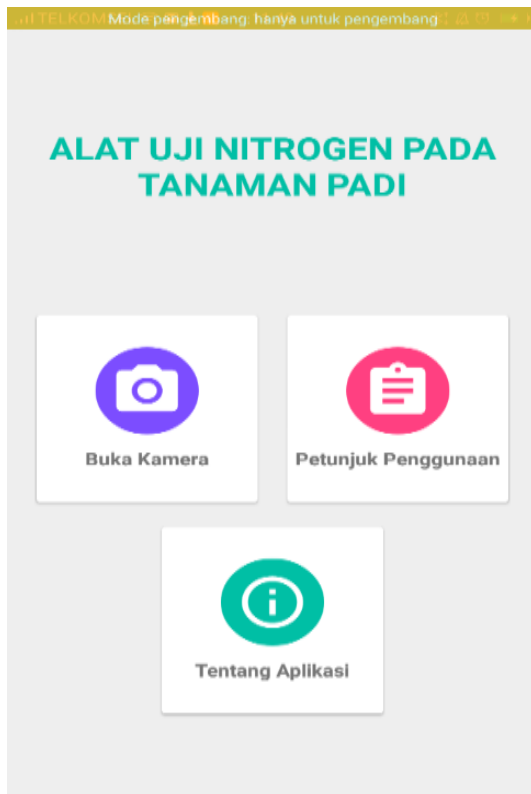 TELKOM
Mode pengembang: hanya untuk pengembang
ALAT UJI NITROGEN PADA
TANAMAN PADI
Buka Kamera
Petunjuk Penggunaan
Tentang Aplikasi